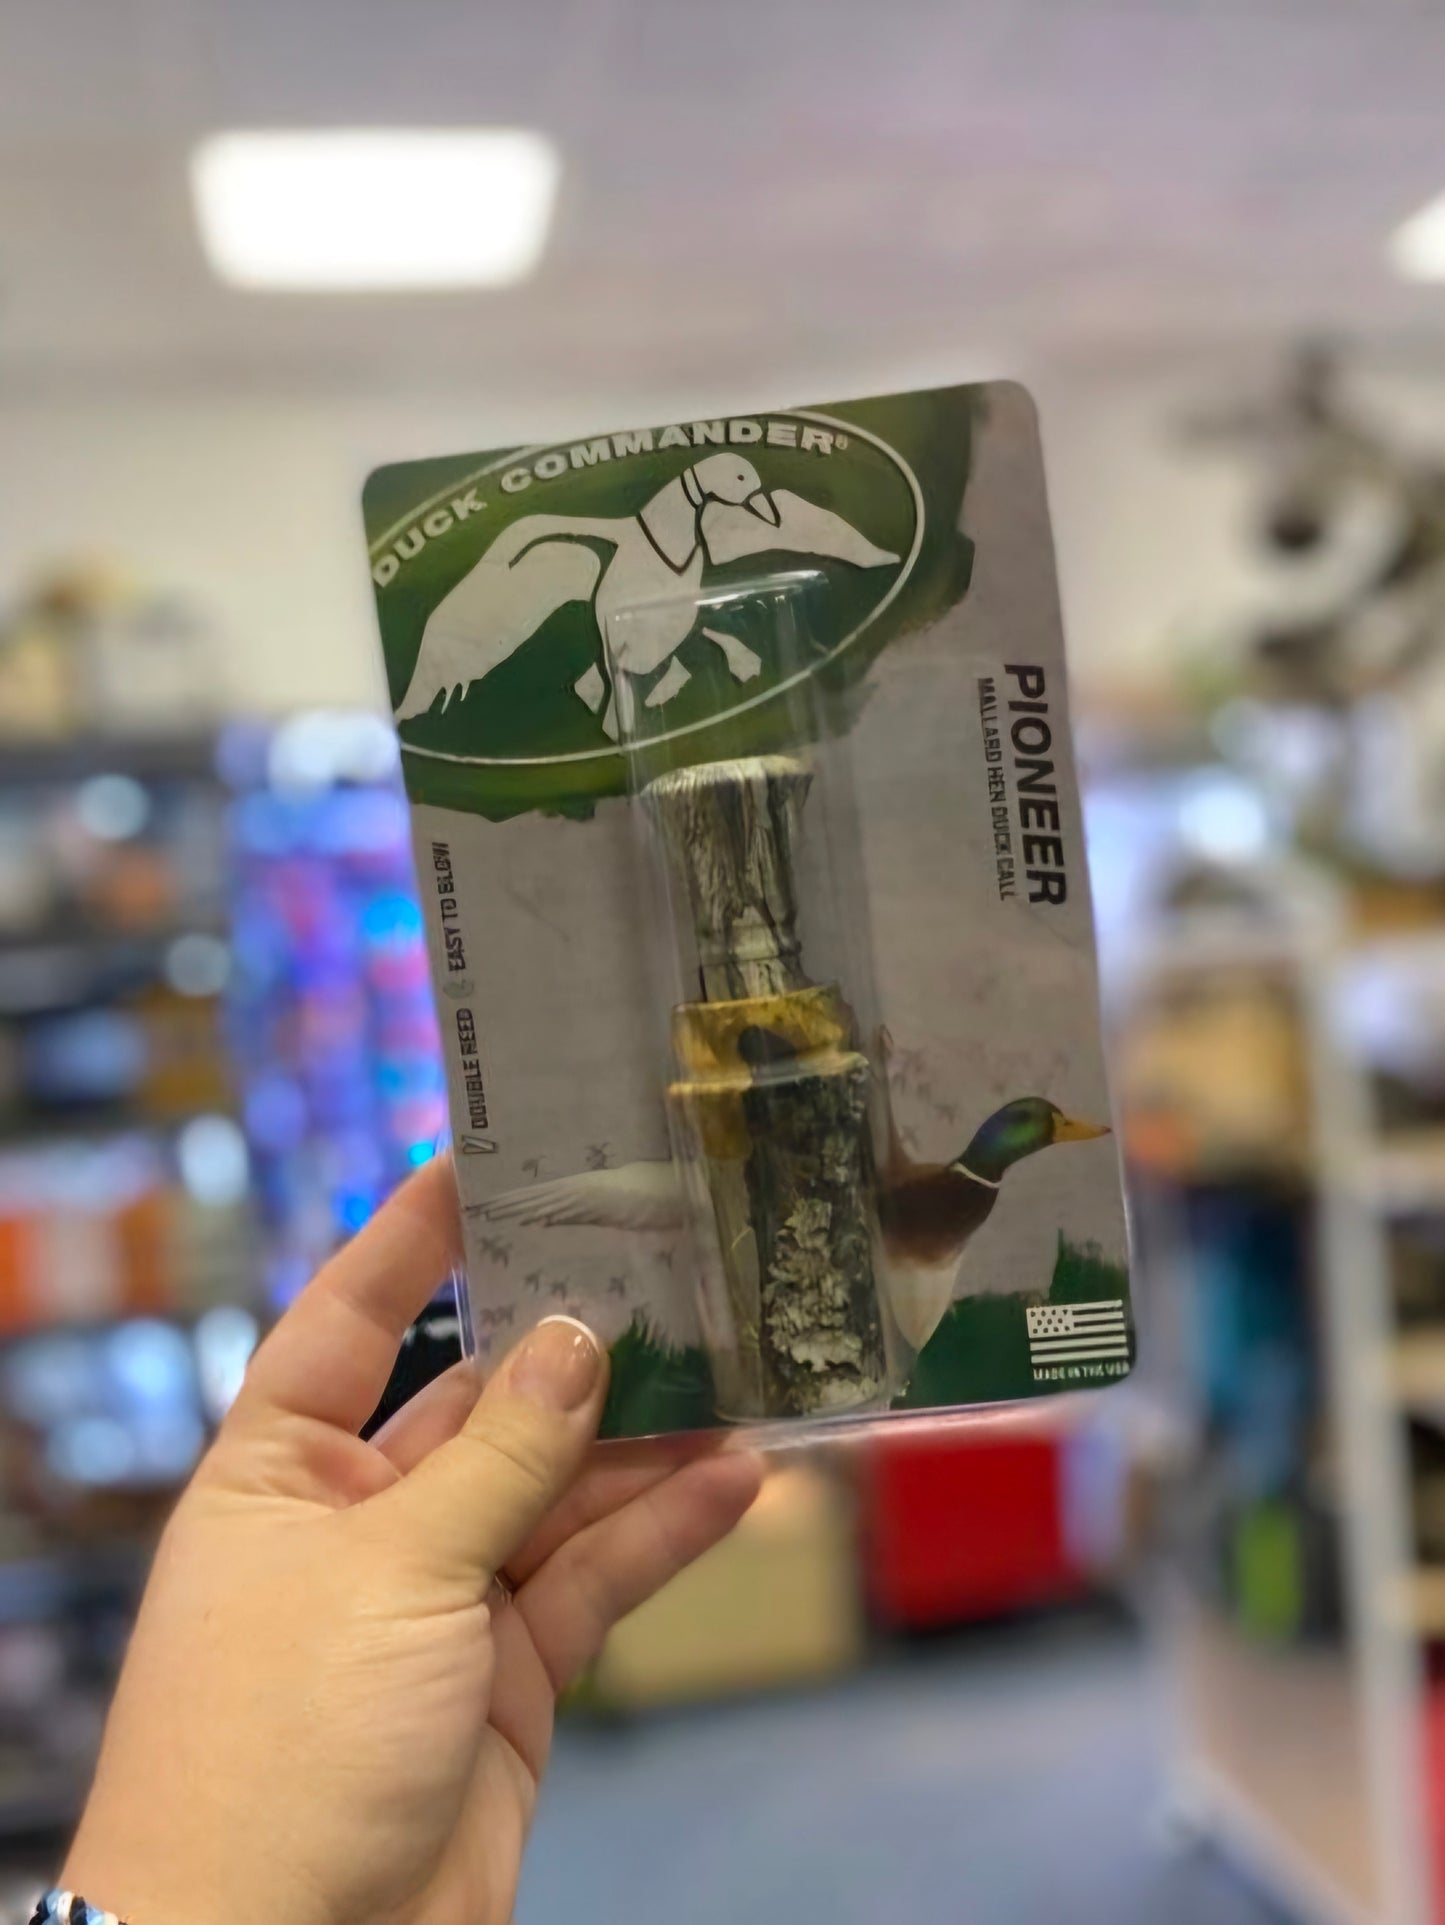 DUCK COMMANDER®
PIONEER
MALLARD HEN DUCK CALL
DOUBLE REED
EASY TO BLOW
MADE IN THE USA